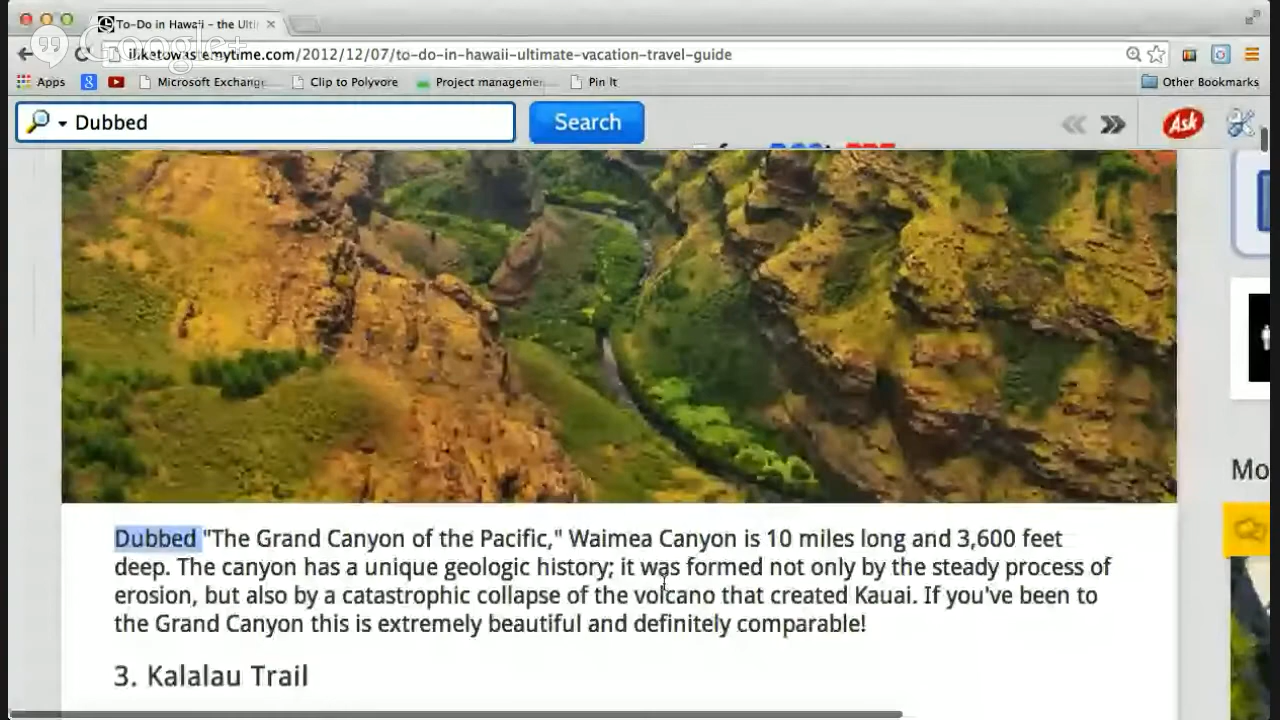 To-Do in Hawaii - the Ulti
Google+
iliketowastemytime.com/2012/12/07/to-do-in-hawaii-ultimate-vacation-travel-guide
Apps Microsoft Exchang Clip to Polyvore Project managemen Pin It Other Bookmarks
Dubbed Search Ask
Dubbed "The Grand Canyon of the Pacific," Waimea Canyon is 10 miles long and 3,600 feet
deep. The canyon has a unique geologic history; it was formed not only by the steady process of
erosion, but also by a catastrophic collapse of the volcano that created Kauai. If you've been to
the Grand Canyon this is extremely beautiful and definitely comparable!
3. Kalalau Trail
Mo